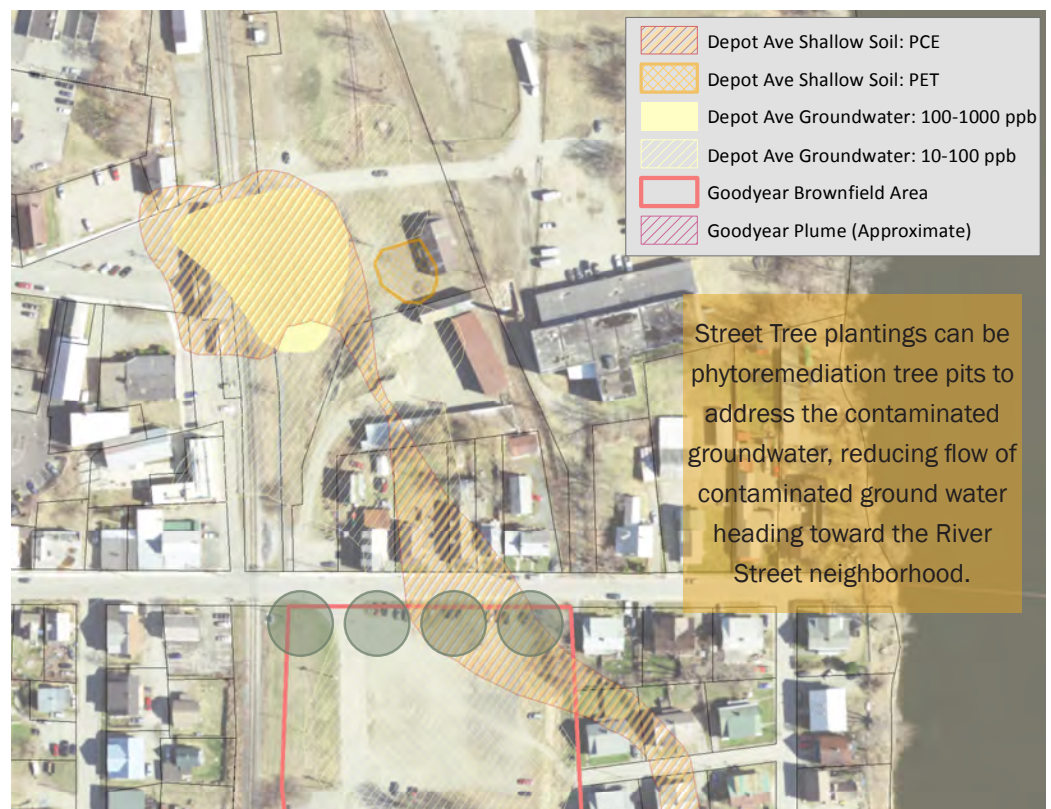 Depot Ave Shallow Soil: PCE
Depot Ave Shallow Soil: PET
Depot Ave Groundwater: 100-1000 ppb
Depot Ave Groundwater: 10-100 ppb
Goodyear Brownfield Area
Goodyear Plume (Approximate)
Street Tree plantings can be
phytoremediation tree pits to
address the contaminated
groundwater, reducing flow of
contaminated ground water
heading toward the River
Street neighborhood.